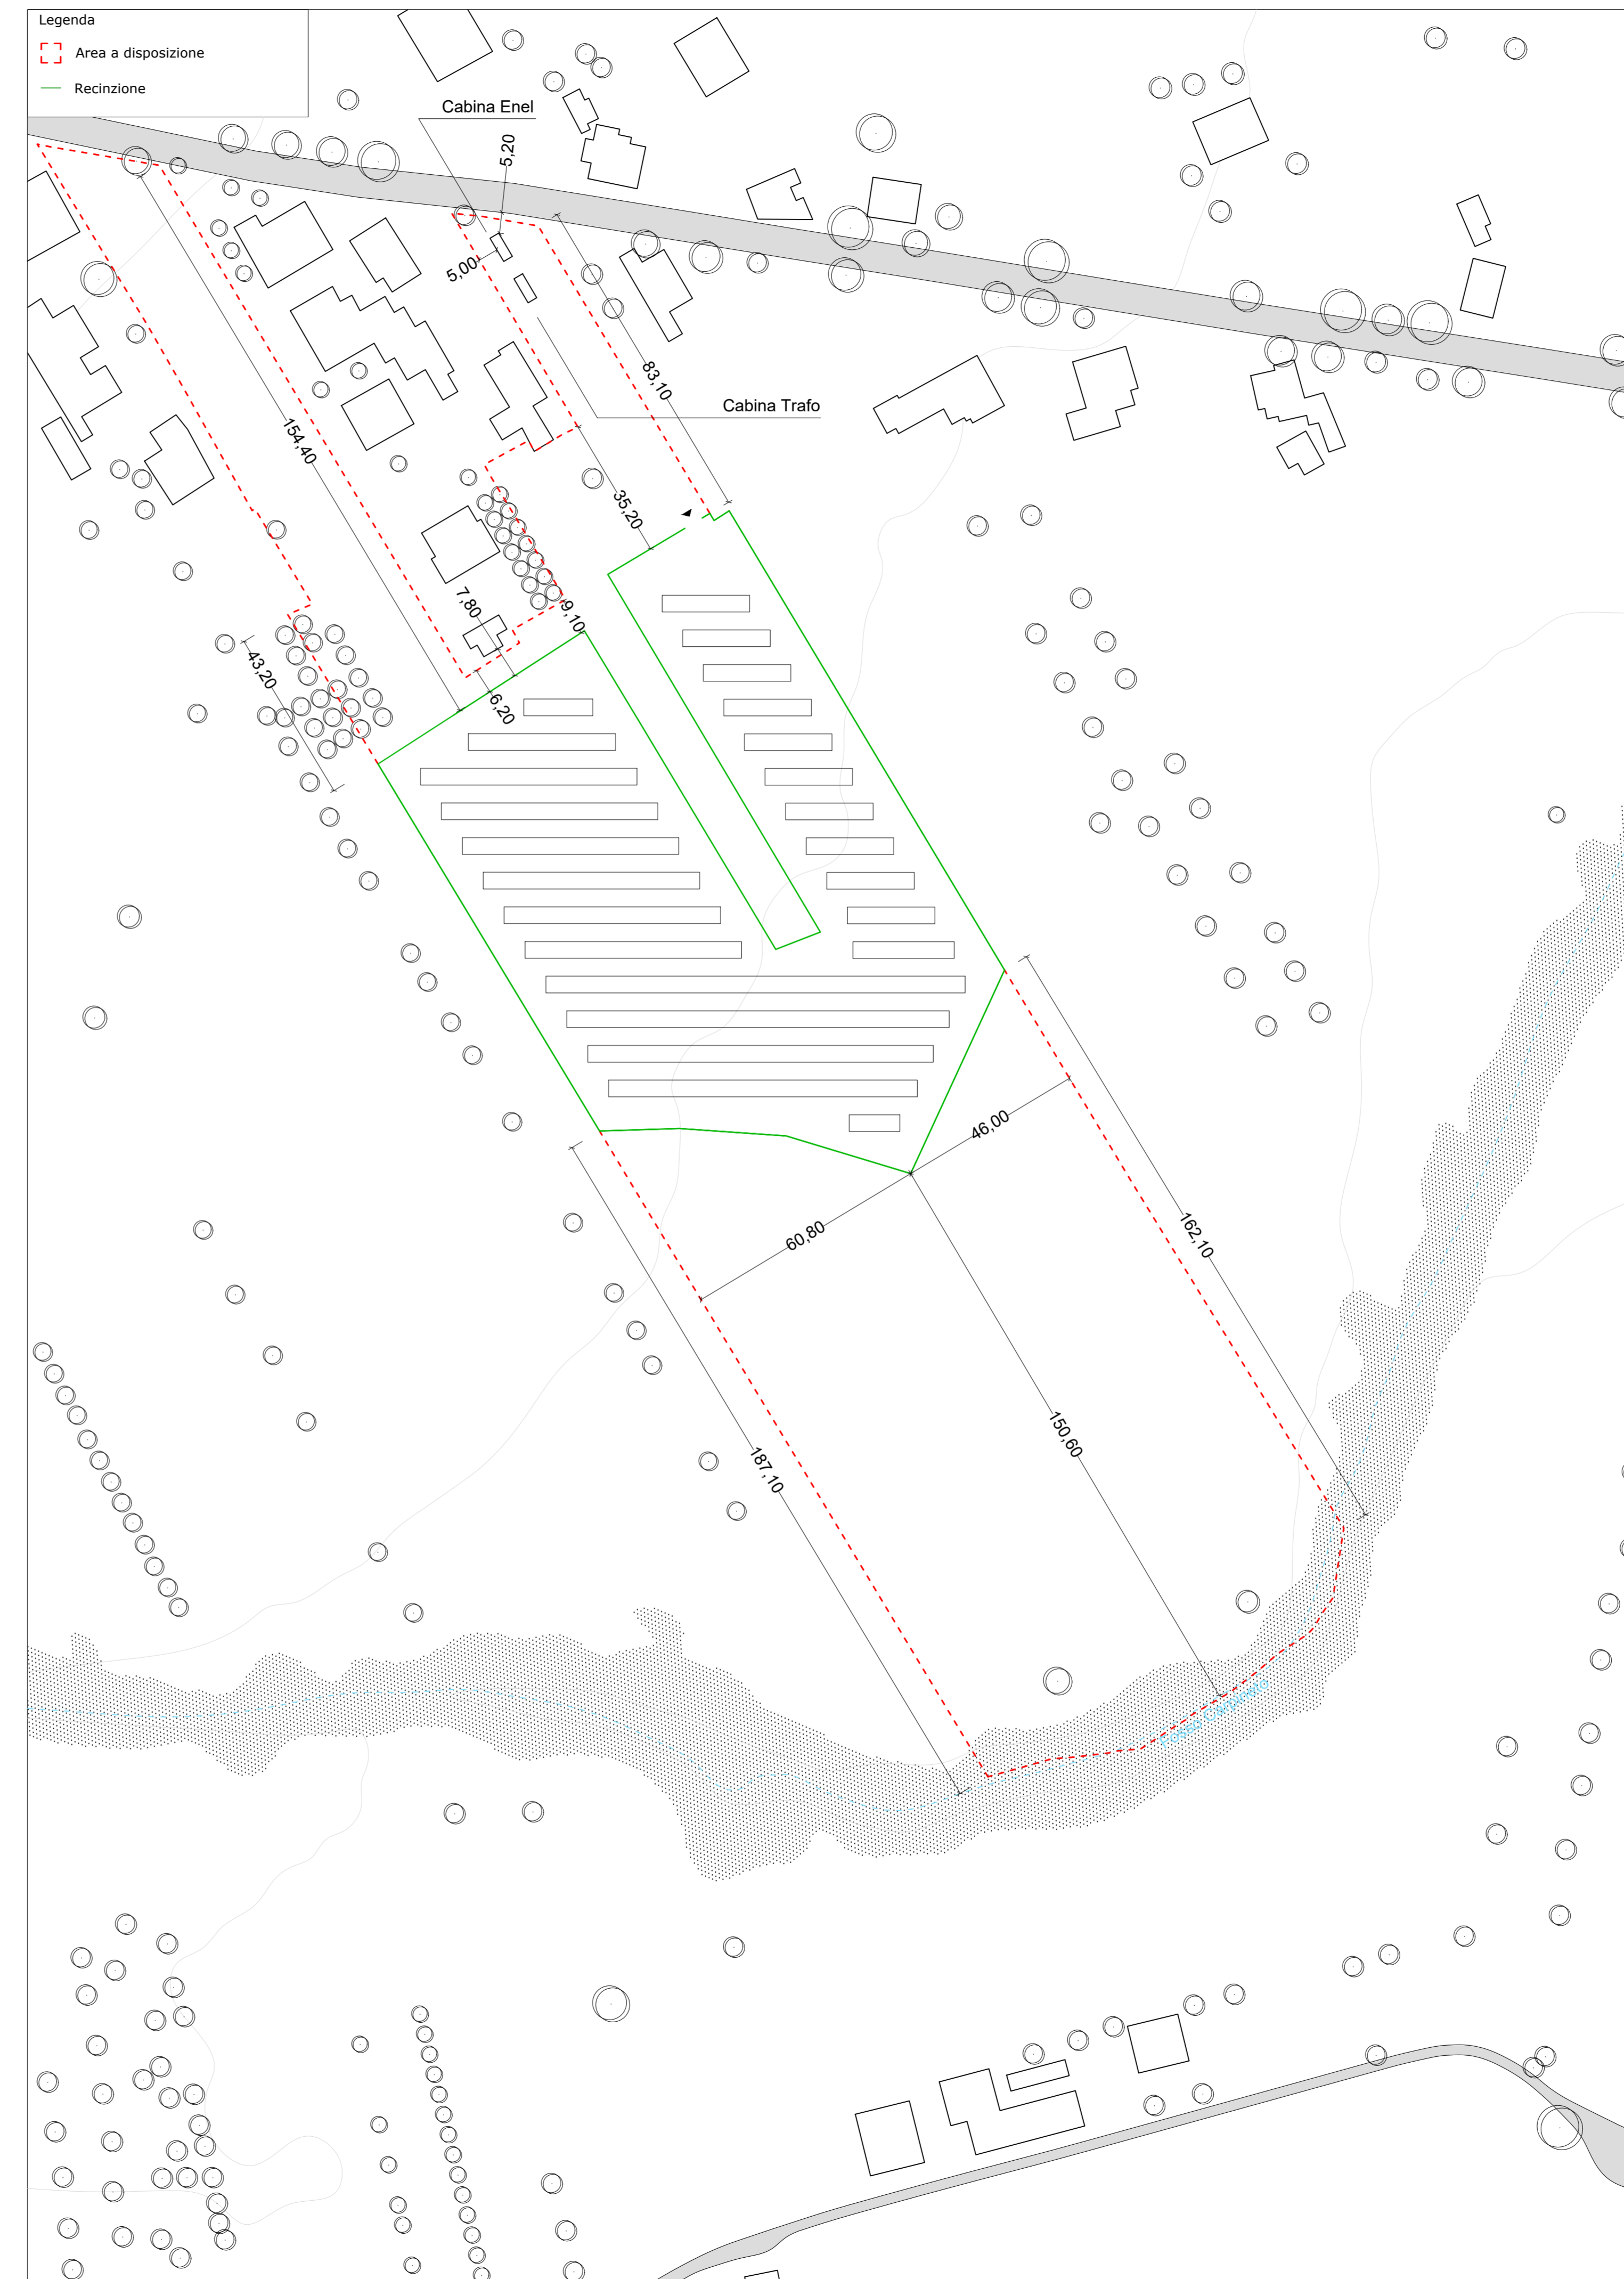 Legenda
Area a disposizione
Recinzione
Cabina Enel
5,20
5,00
83,10
Cabina Trafo
154,40
35,20
7,80
9,10
43,20
6,20
46,00
60,80
162,10
150,60
187,10
Fosso